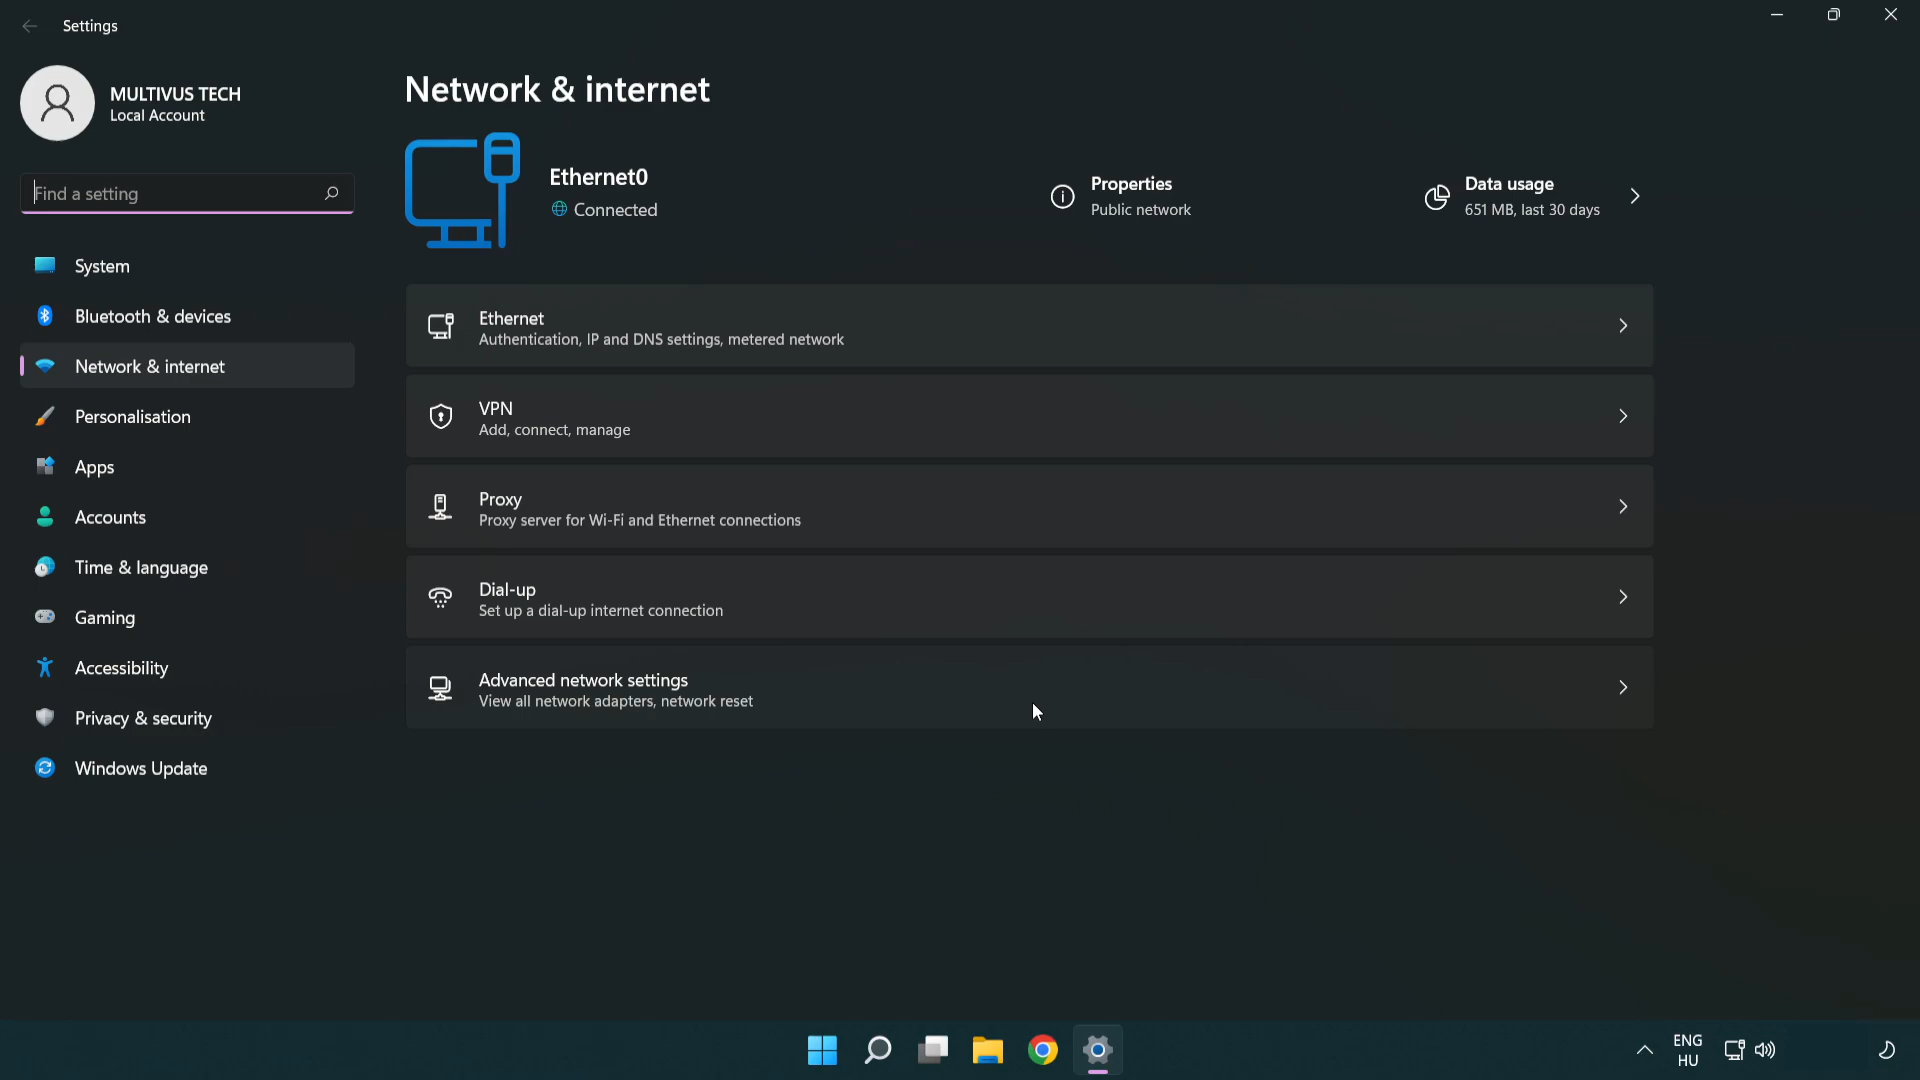 Settings
MULTIVUS TECH
Local Account
Find a setting
System
Bluetooth & devices
Network & internet
Personalisation
Apps
Accounts
Time & language
Gaming
Accessibility
Privacy & security
Windows Update
Network & internet
Ethernet0
Connected
Properties
Public network
Data usage
651 MB, last 30 days
Ethernet
Authentication, IP and DNS settings, metered network
VPN
Add, connect, manage
Proxy
Proxy server for Wi-Fi and Ethernet connections
Dial-up
Set up a dial-up internet connection
Advanced network settings
View all network adapters, network reset
ENG
HU